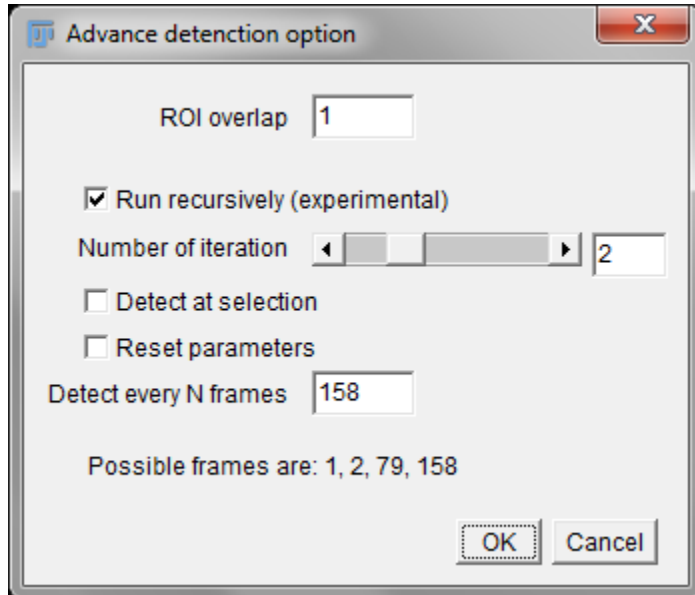 Advance detenction option
ROI overlap 1
Run recursively (experimental)
Number of iteration 2
Detect at selection
Reset parameters
Detect every N frames 158
Possible frames are: 1, 2, 79, 158
OK Cancel